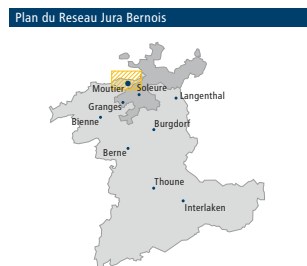 Plan du Reseau Jura Bernois
Moutier
Soleure
Granges
Langenthal
Bienne
Burgdorf
Berne
Thoune
Interlaken